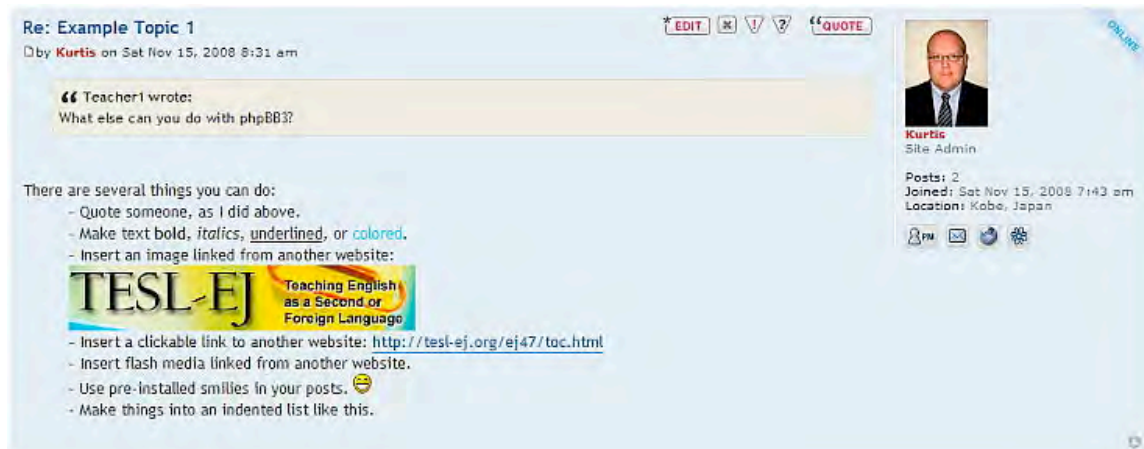 Re: Example Topic 1
*EDIT
“QUOTE
by Kurtis on Sat Nov 15, 2008 8:31 am
ONLINE
“ Teacher1 wrote:
What else can you do with phpBB3?
There are several things you can do:
- Quote someone, as I did above.
- Make text bold, italics, underlined, or colored.
- Insert an image linked from another website:
TESL-EJ
Teaching English
as a Second or
Foreign Language
- Insert a clickable link to another website: http://tesl-ej.org/ej47/toc.html
- Insert flash media linked from another website.
- Use pre-installed smilies in your posts.
- Make things into an indented list like this.
Kurtis
Site Admin
Posts: 2
Joined: Sat Nov 15, 2008 7:43 am
Location: Kobe, Japan
PM